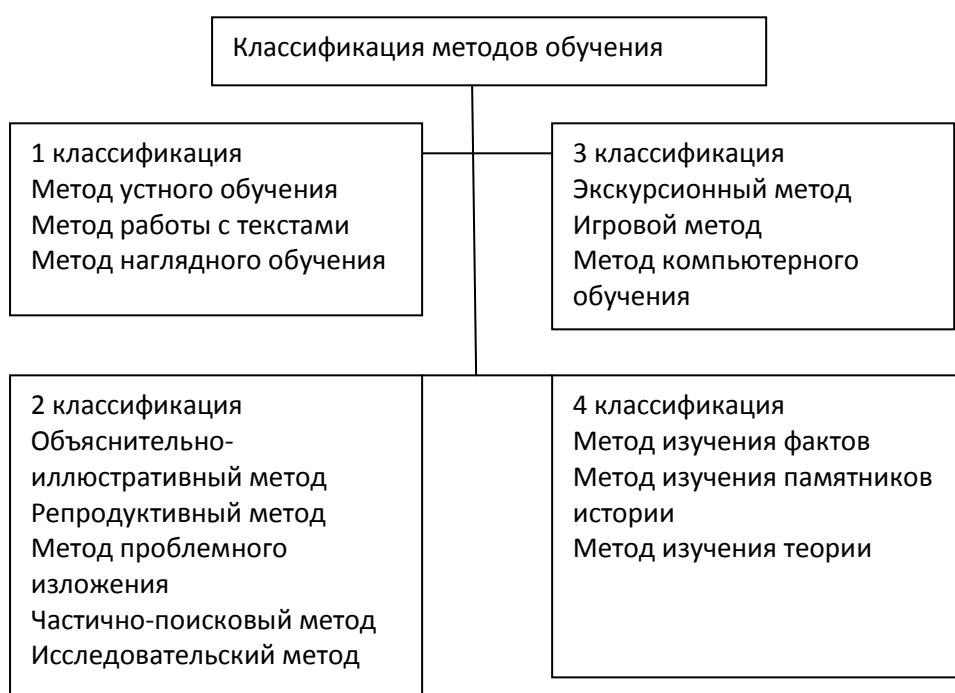 Классификация методов обучения
1 классификация
Метод устного обучения
Метод работы с текстами
Метод наглядного обучения
3 классификация
Экскурсионный метод
Игровой метод
Метод компьютерного
обучения
2 классификация
Объяснительно-
иллюстративный метод
Репродуктивный метод
Метод проблемного
изложения
Частично-поисковый метод
Исследовательский метод
4 классификация
Метод изучения фактов
Метод изучения памятников
истории
Метод изучения теории